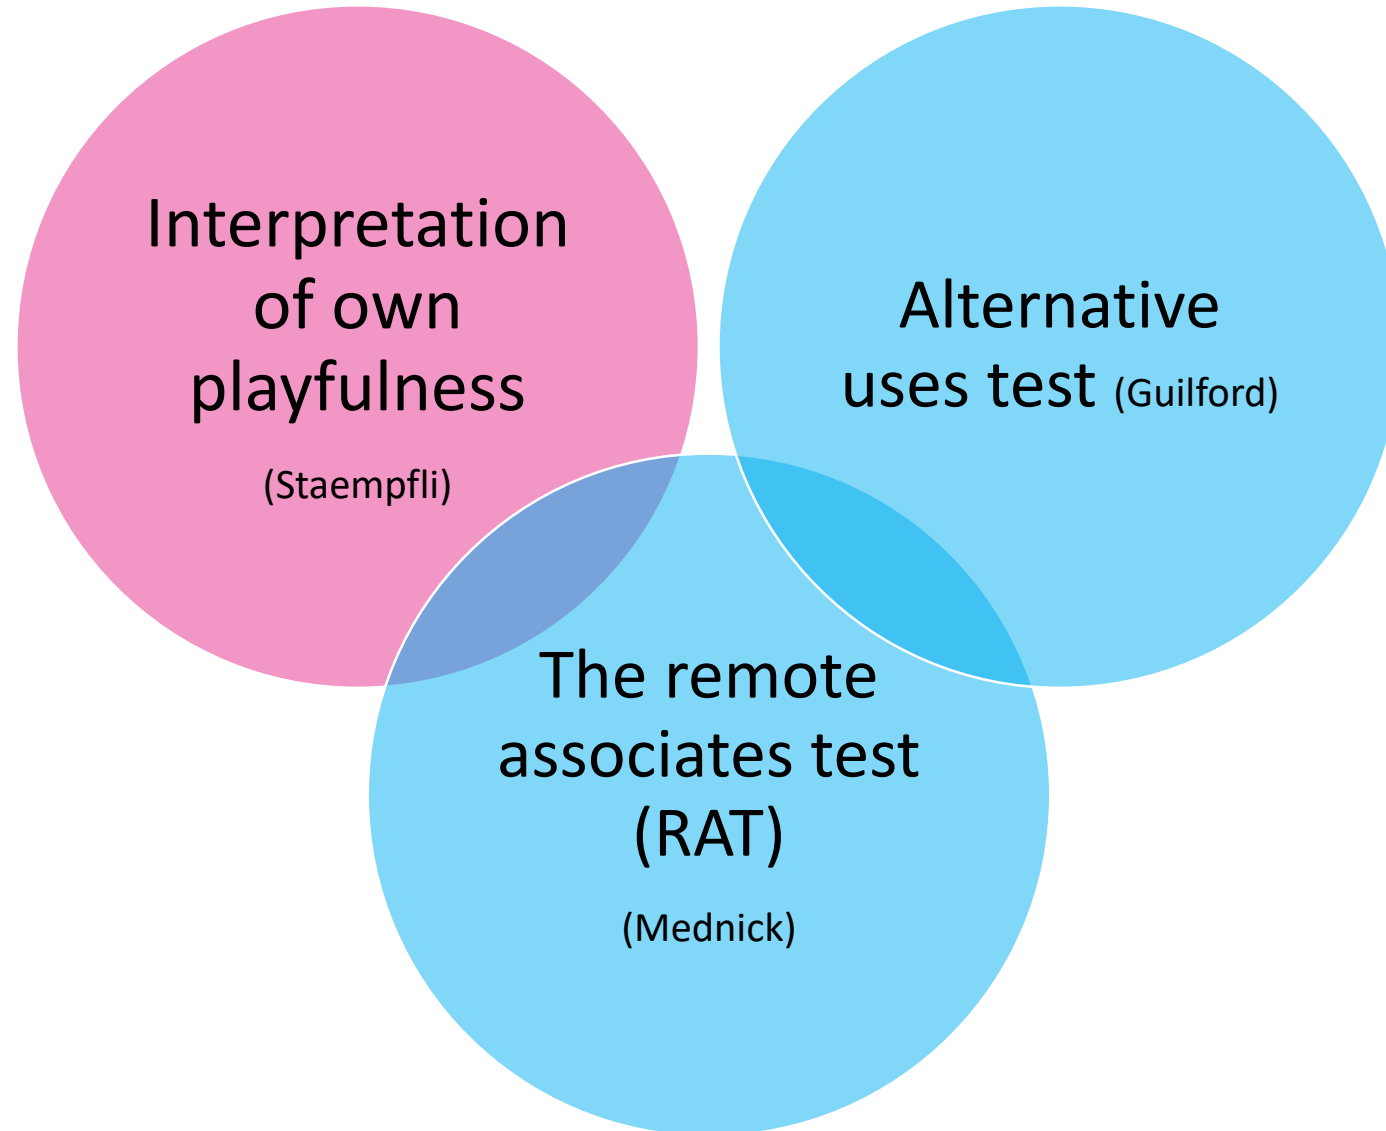 Interpretation
of own
playfulness
(Staempfli)
Alternative
uses test (Guilford)
The remote
associates test
(RAT)
(Mednick)